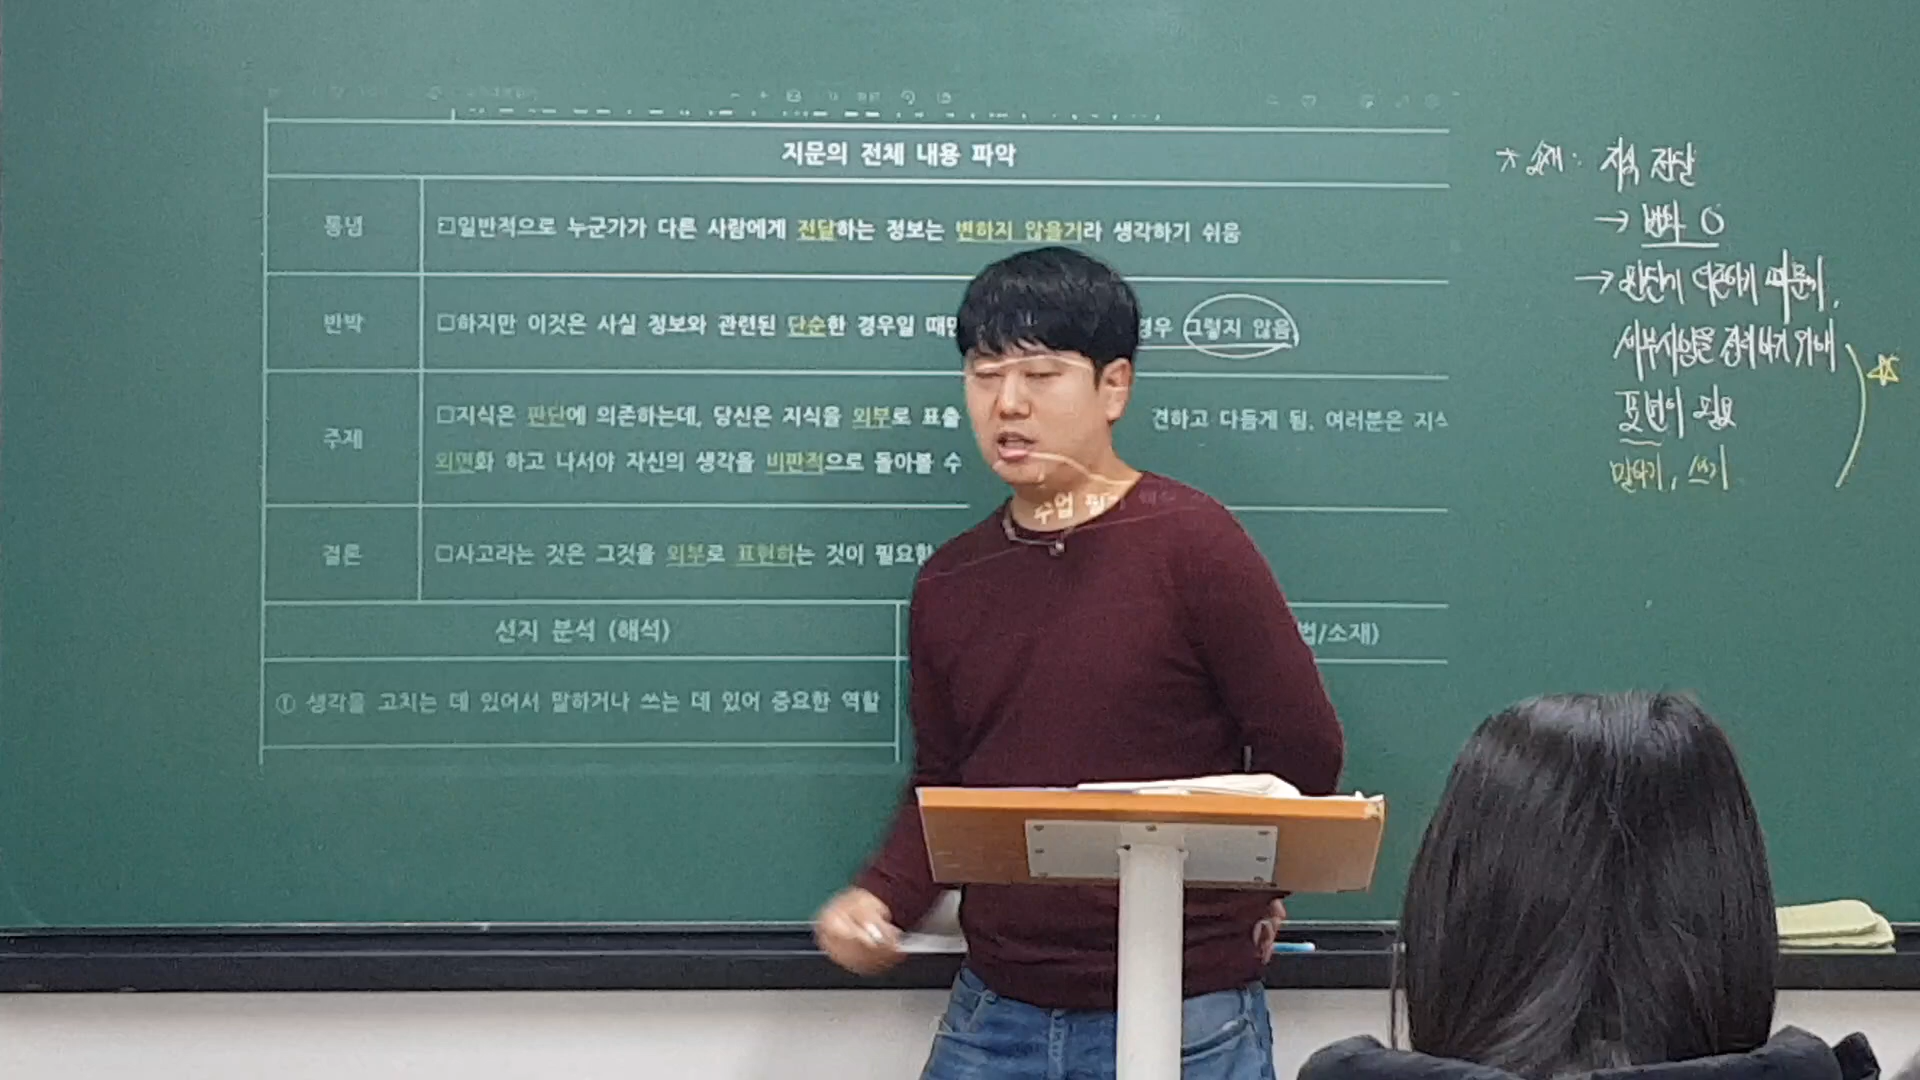 지문의 전체 내용 파악
통념
일반적으로 누군가가 다른 사람에게 전달하는 정보는 변하지 않을거라 생각하기 쉬움
반박
□하지만 이것은 사실 정보와 관련된 단순한 경우일 때만
경우 그렇지 않음
주제
□지식은 판단에 의존하는데, 당신은 지식을 외부로 표출
견하고 다듬게 됨. 여러분은 지식
외면화 하고 나서야 자신의 생각을 비판적으로 돌아볼 수
수업
결론
□사고라는 것은 그것을 외부로 표현하는 것이 필요함
선지 분석 (해석)
법/소재)
① 생각을 고치는 데 있어서 말하거나 쓰는 데 있어 중요한 역할
* 소재 : 지식 전달
→ 변화 O
→ 판단에 의존하기 때문에,
세부사항을 정리하기 위해
표현이 필요
말하기, 쓰기